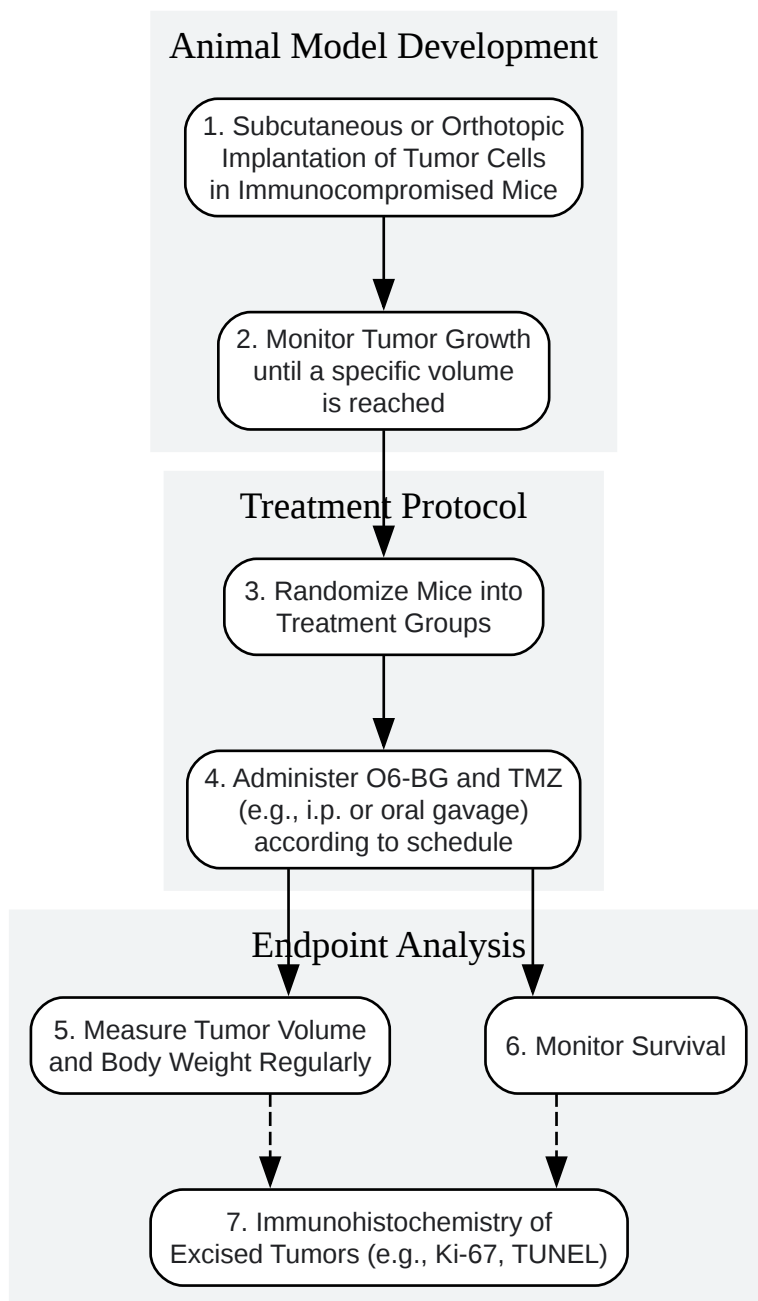 Animal Model Development
1. Subcutaneous or Orthotopic
Implantation of Tumor Cells
in Immunocompromised Mice
2. Monitor Tumor Growth
until a specific volume
is reached
Treatment Protocol
3. Randomize Mice into
Treatment Groups
4. Administer O6-BG and TMZ
(e.g., i.p. or oral gavage)
according to schedule
Endpoint Analysis
5. Measure Tumor Volume
and Body Weight Regularly
6. Monitor Survival
7. Immunohistochemistry of
Excised Tumors (e.g., Ki-67, TUNEL)